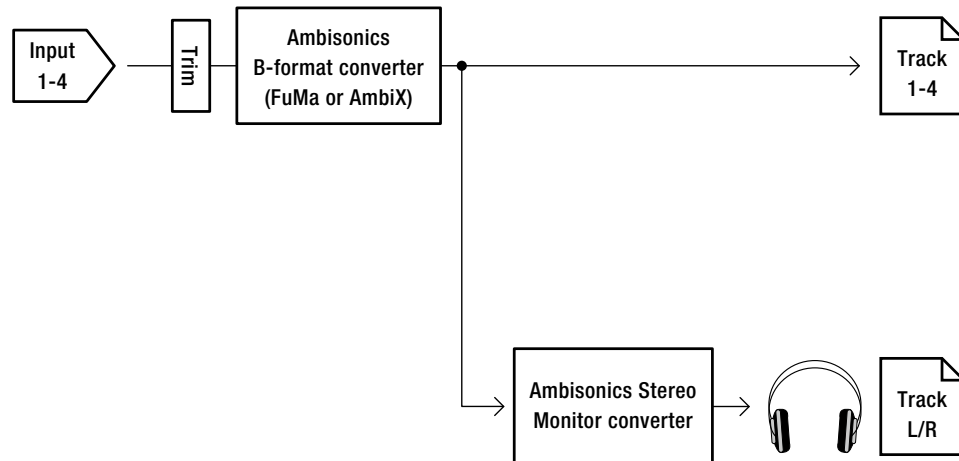 Input
1-4
Trim
Ambisonics
B-format converter
(FuMa or AmbiX)
Track
1-4
Ambisonics Stereo
Monitor converter
Track
L/R